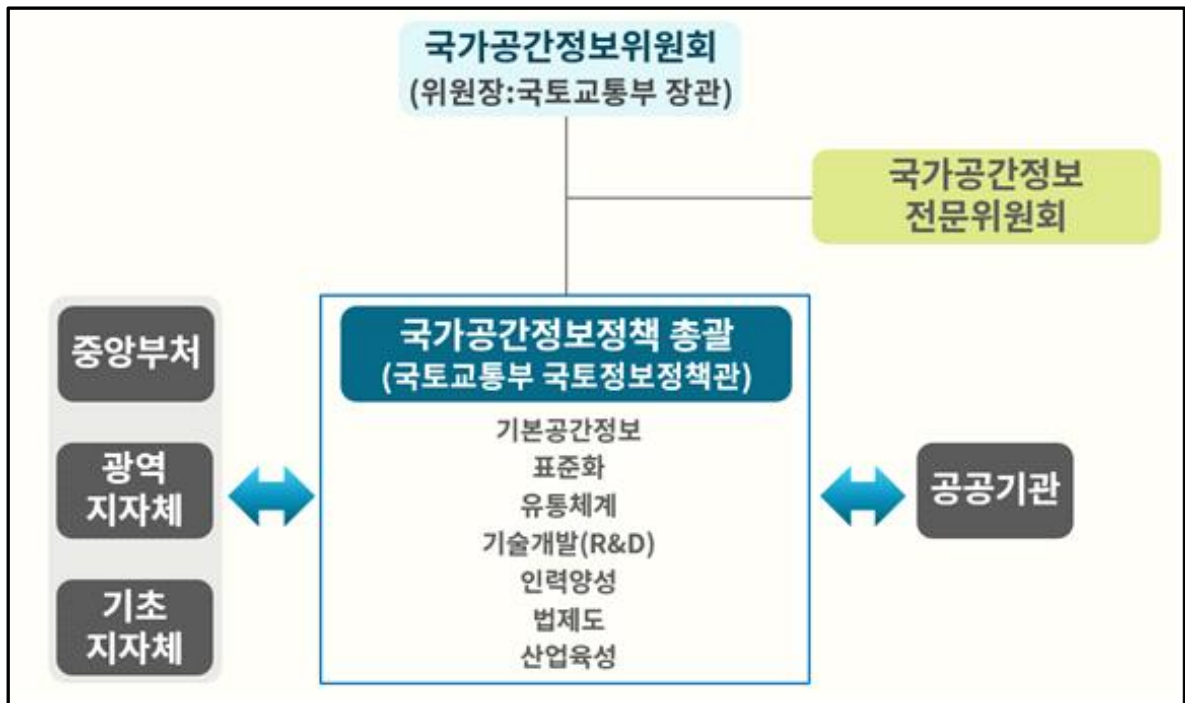 국가공간정보위원회
(위원장:국토교통부 장관)
국가공간정보
전문위원회
중앙부처
광역
지자체
기초
지자체
국가공간정보정책 총괄
(국토교통부 국토정보정책관)
기본공간정보
표준화
유통체계
기술개발(R&D)
인력양성
법제도
산업육성
공공기관